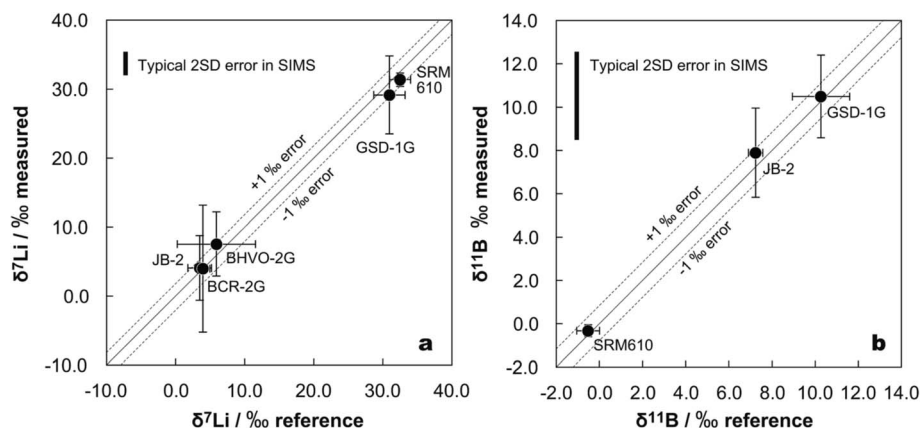 40.0
30.0
20.0
10.0
0.0
-10.0
δ⁷Li / ‰ measured
Typical 2SD error in SIMS
SRM
610
GSD-1G
+1 ‰ error
-1 ‰ error
JB-2
BHVO-2G
BCR-2G
a
-10.0 0.0 10.0 20.0 30.0 40.0
δ⁷Li / ‰ reference
14.0
12.0
10.0
8.0
6.0
4.0
2.0
0.0
-2.0
δ¹¹B ‰ measured
Typical 2SD error in SIMS
GSD-1G
JB-2
+1 ‰ error
-1 ‰ error
SRM610
b
-2.0 0.0 2.0 4.0 6.0 8.0 10.0 12.0 14.0
δ¹¹B / ‰ reference